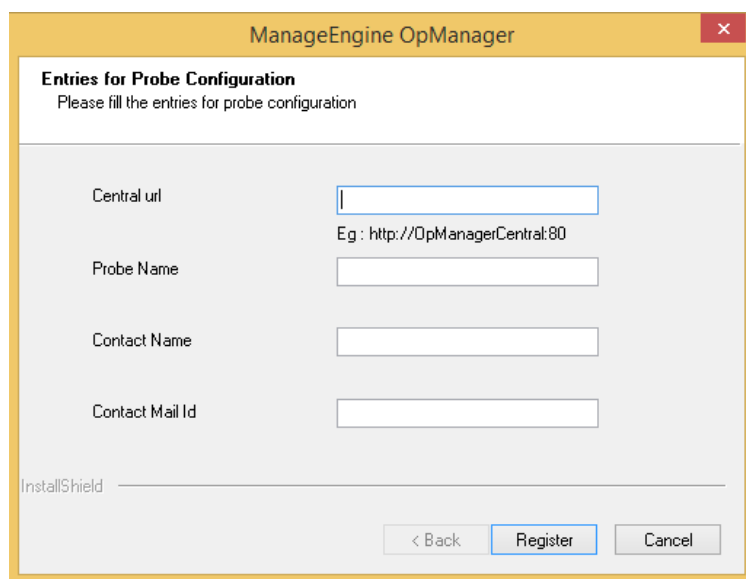 ManageEngine OpManager
Entries for Probe Configuration
Please fill the entries for probe configuration
Central url
Eg : http://OpManagerCentral:80
Probe Name
Contact Name
Contact Mail Id
InstallShield
< Back Register Cancel